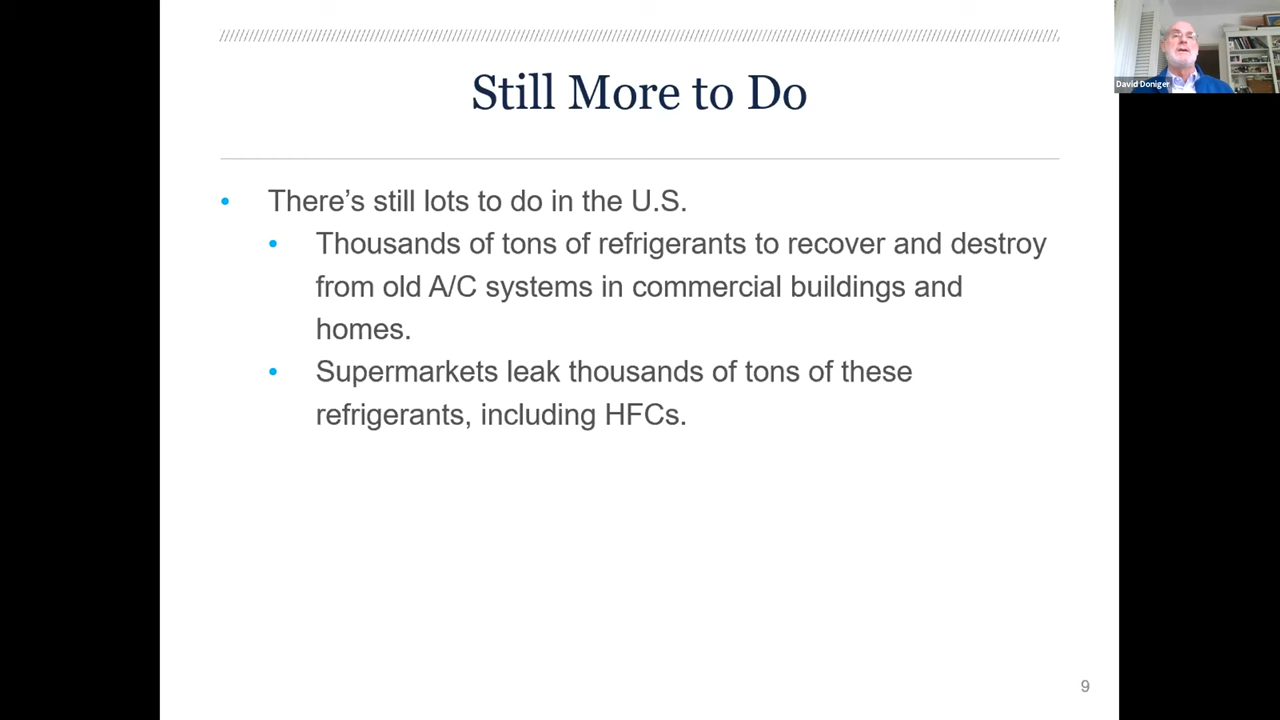 Still More to Do
David Doniger
• There’s still lots to do in the U.S.
• Thousands of tons of refrigerants to recover and destroy
from old A/C systems in commercial buildings and
homes.
• Supermarkets leak thousands of tons of these
refrigerants, including HFCs.
9